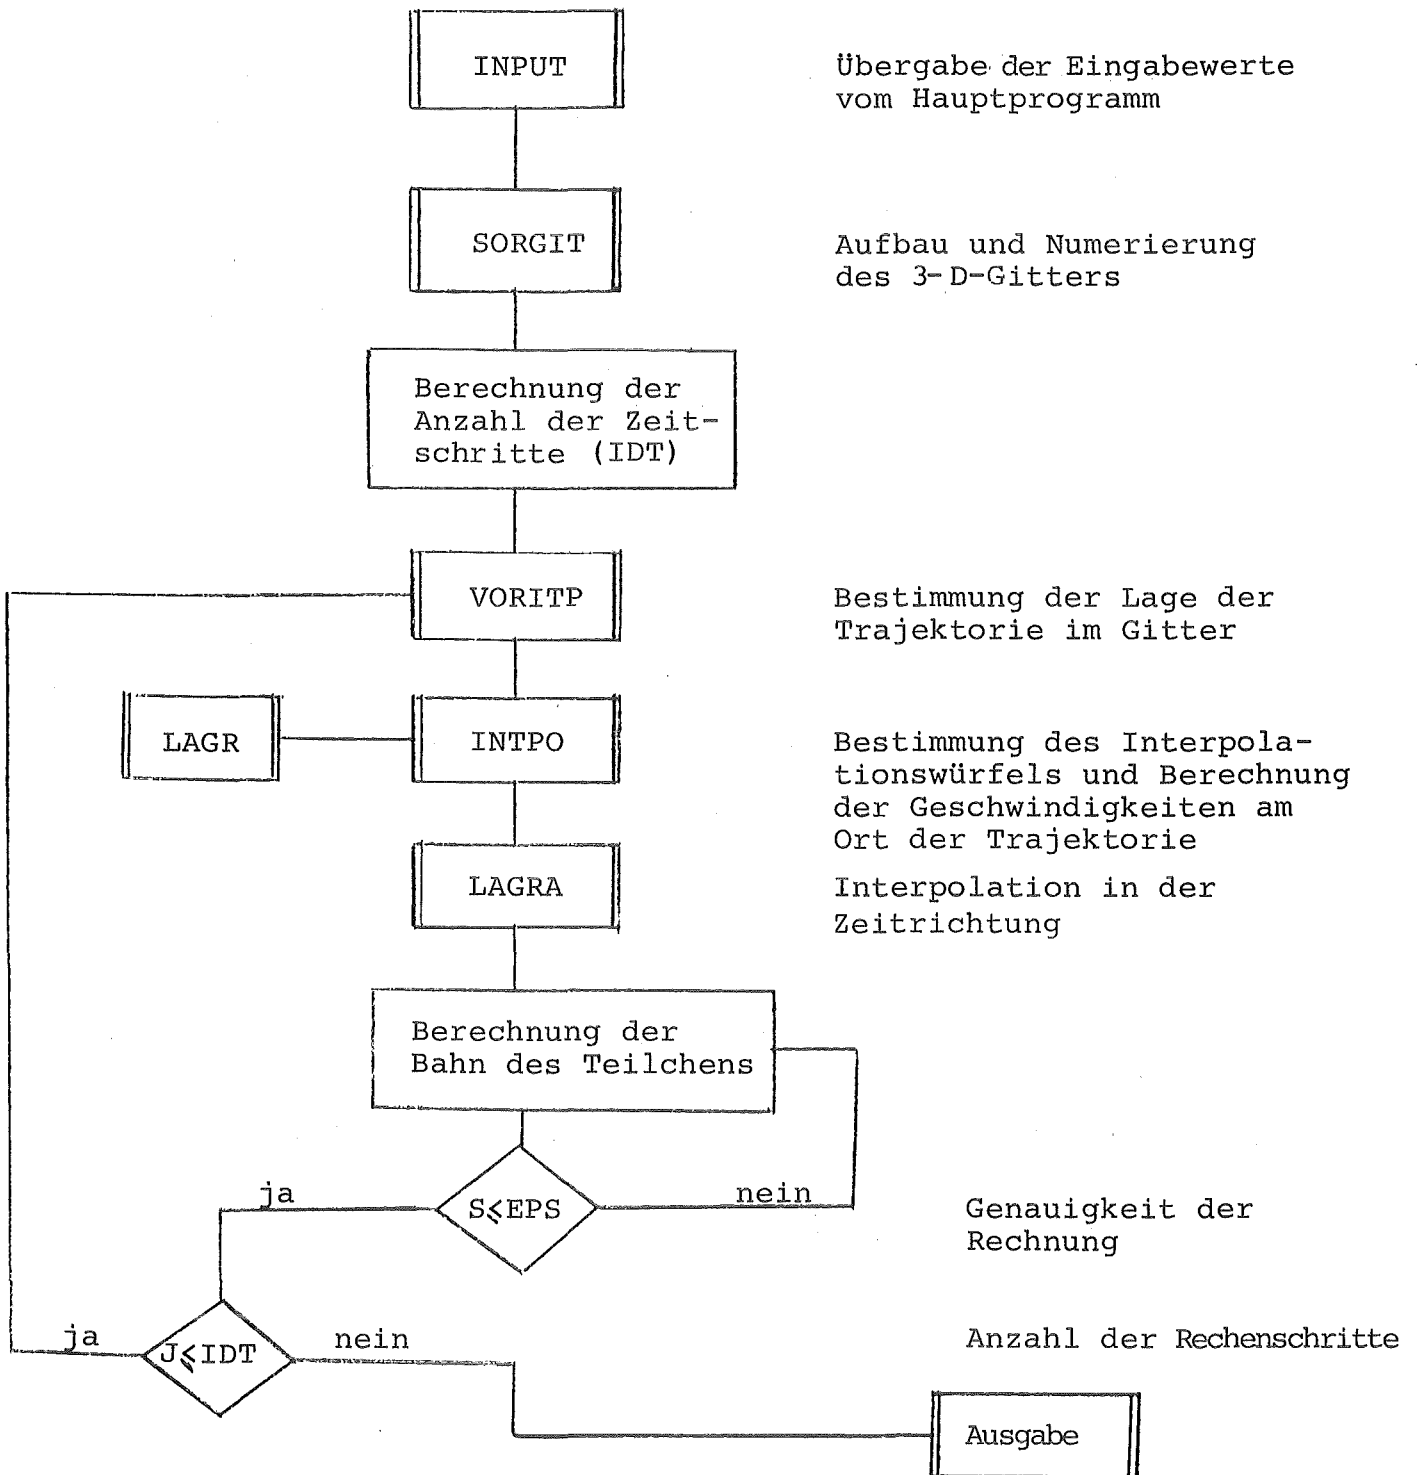 INPUT
Übergabe der Eingabewerte
vom Hauptprogramm
SORGIT
Aufbau und Numerierung
des 3-D-Gitters
Berechnung der
Anzahl der Zeit-
schritte (IDT)
VORITP
Bestimmung der Lage der
Trajektorie im Gitter
LAGR
INTPO
Bestimmung des Interpola-
tionswürfels und Berechnung
der Geschwindigkeiten am
Ort der Trajektorie
LAGRA
Interpolation in der
Zeitrichtung
Berechnung der
Bahn des Teilchens
ja
S⩽EPS
nein
Genauigkeit der
Rechnung
ja
J⩽IDT
nein
Anzahl der Rechenschritte
Ausgabe